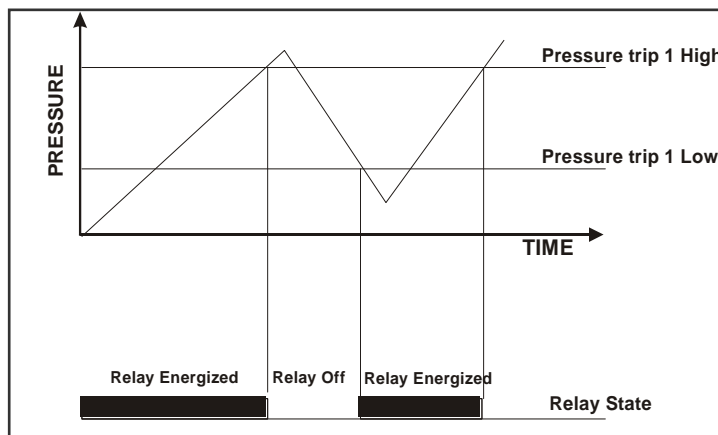 Pressure trip 1 High
PRESSURE
Pressure trip 1 Low
TIME
Relay Energized
Relay Off
Relay Energized
Relay State